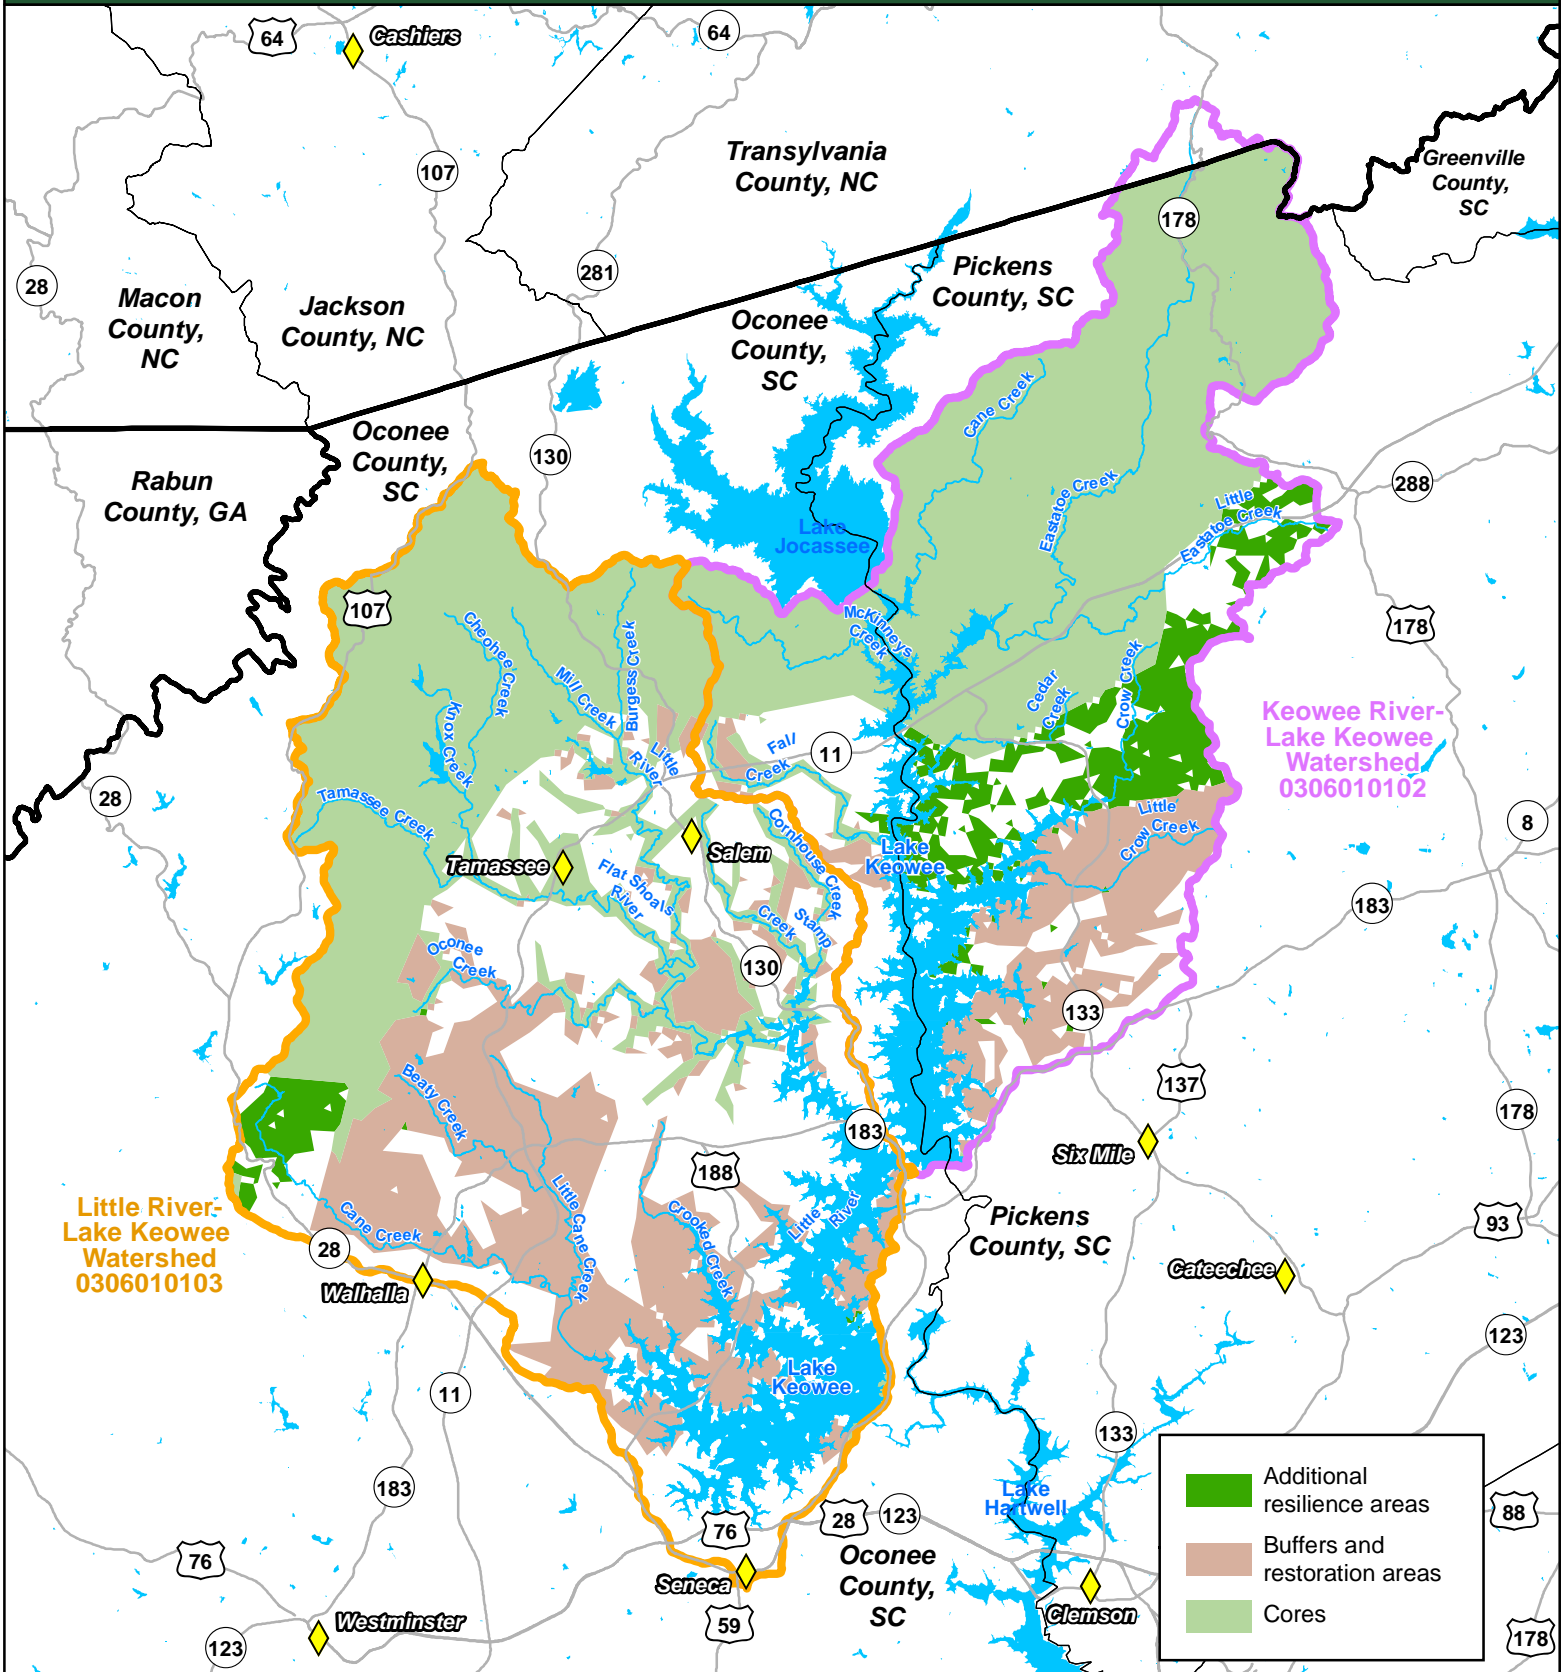 64
Cashiers
64
107
Transylvania
County, NC
Greenville
County,
SC
178
28
281
Macon
County,
NC
Jackson
County, NC
Pickens
County, SC
Oconee
County,
SC
Cane Creek
Oconee
County,
SC
130
Rabun
County, GA
288
Eastatoe Creek
Little
Eastatoe Creek
Lake
Jocassee
107
178
Cheohee Creek
Mill Creek
Burgess Creek
McKinneys
Creek
Cedar
Creek
Crow Creek
Knox Creek
Little
River
Fall
Creek
11
Keowee River-
Lake Keowee
Watershed
0306010102
28
Tamassee Creek
Little
Crow Creek
8
Tamassee
Salem
Cornhouse Creek
Lake
Keowee
Flat Shoals
River
183
Stamp
Creek
Oconee
Creek
130
133
137
178
Beaty Creek
183
Six Mile
188
Little River-
Lake Keowee
Watershed
0306010103
Cane Creek
Little Cane Creek
Crooked Creek
Little
River
Pickens
County, SC
93
28
Walhalla
Cateechee
123
Lake
Keowee
11
133
183
Lake
Hartwell
Additional
resilience areas
Buffers and
restoration areas
Cores
88
76
76
28
123
Oconee
County,
SC
Seneca
Clemson
59
Westminster
123
178